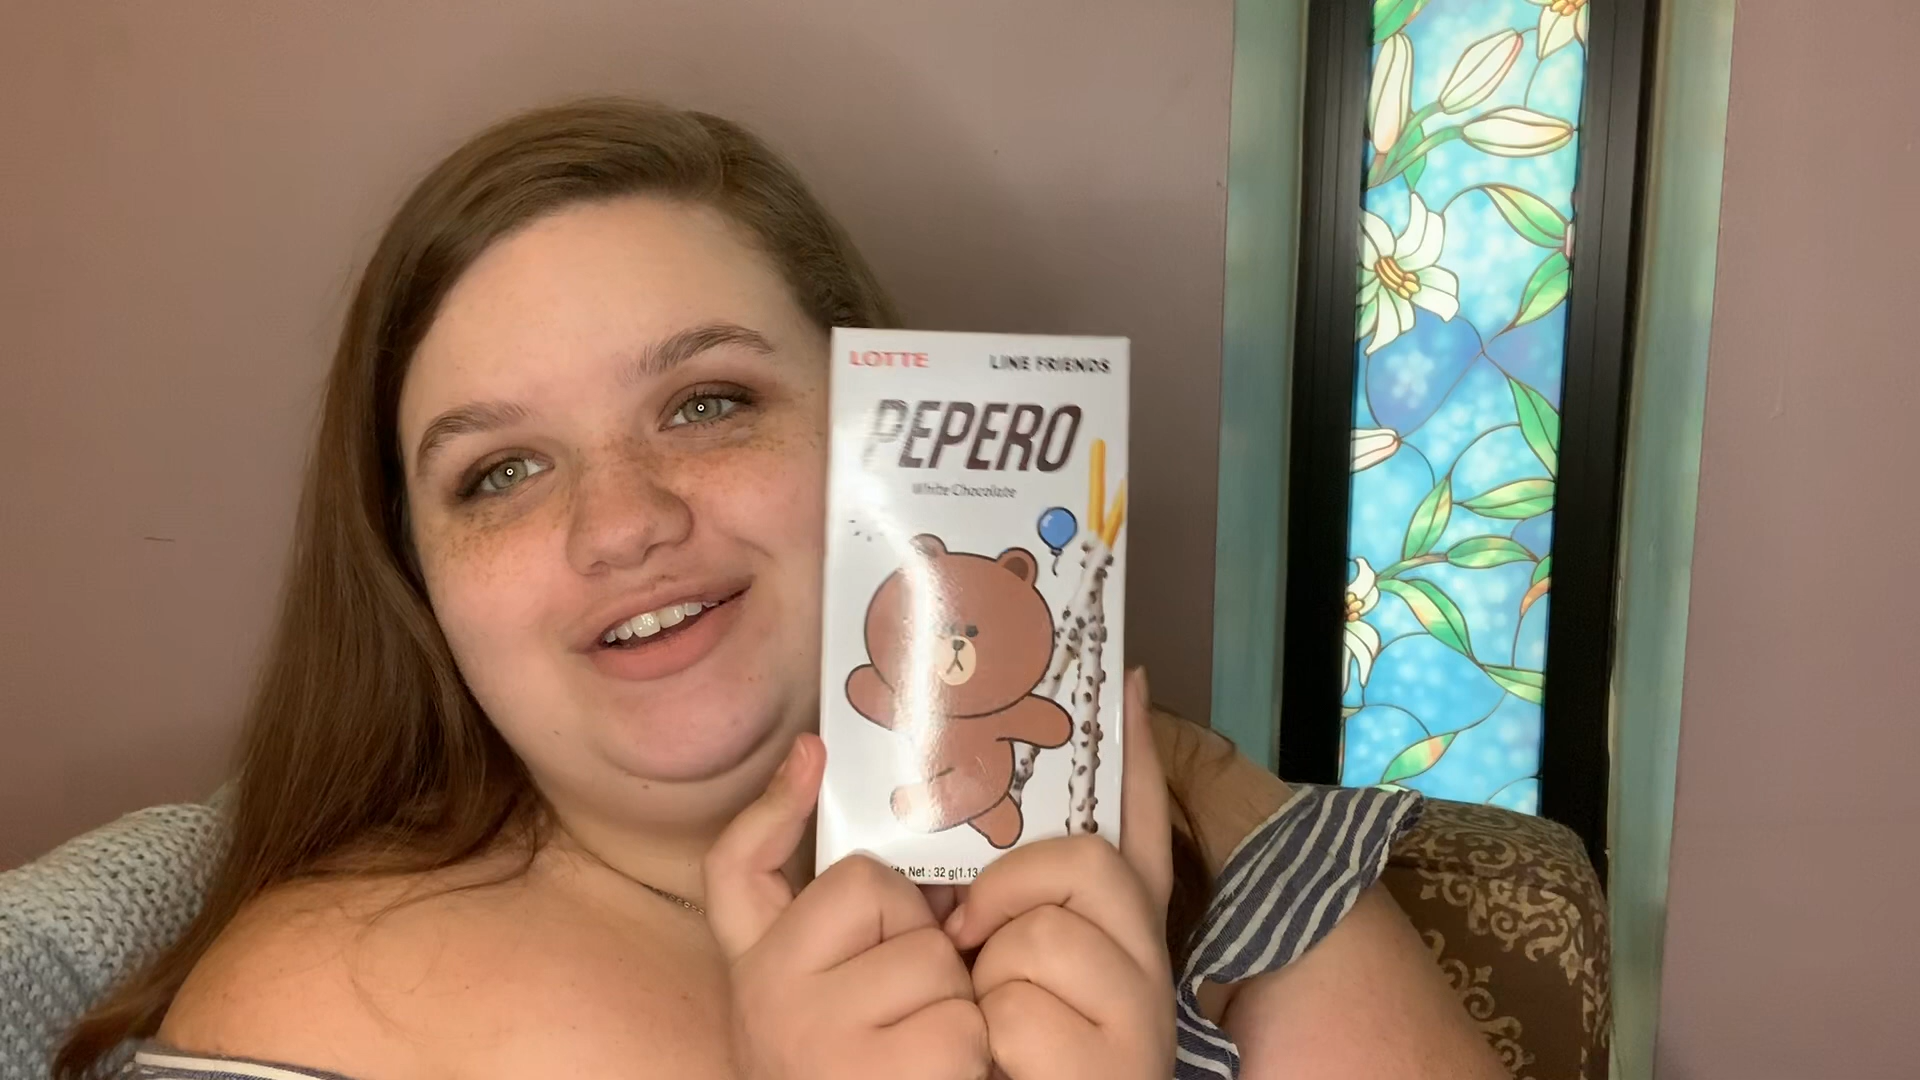 LOTTE LINE FRIENDS
PEPERO
White Chocolate
Net : 32 g(1.13